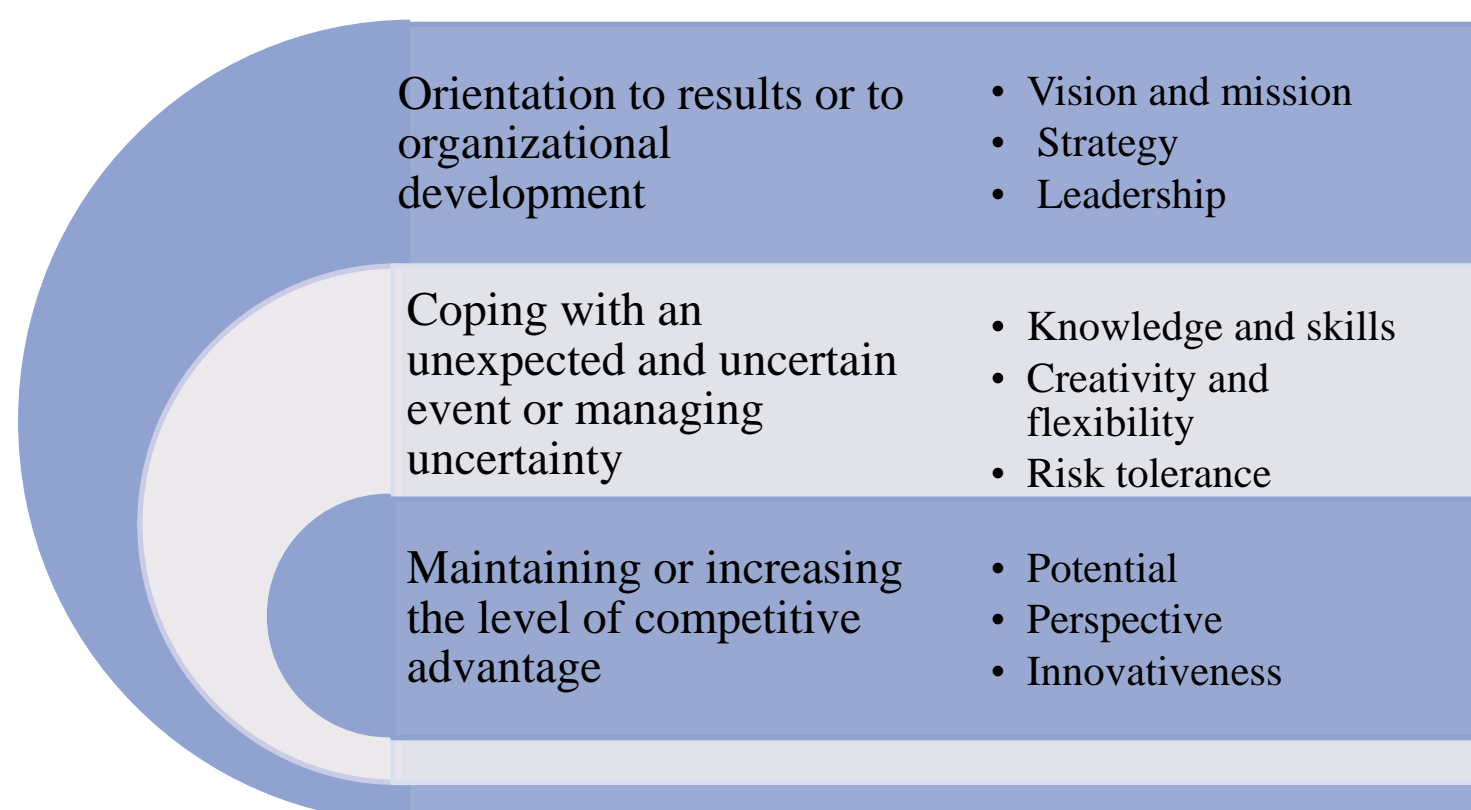 Orientation to results or to
organizational
development
• Vision and mission
• Strategy
• Leadership
Coping with an
unexpected and uncertain
event or managing
uncertainty
• Knowledge and skills
• Creativity and
flexibility
• Risk tolerance
Maintaining or increasing
the level of competitive
advantage
• Potential
• Perspective
• Innovativeness